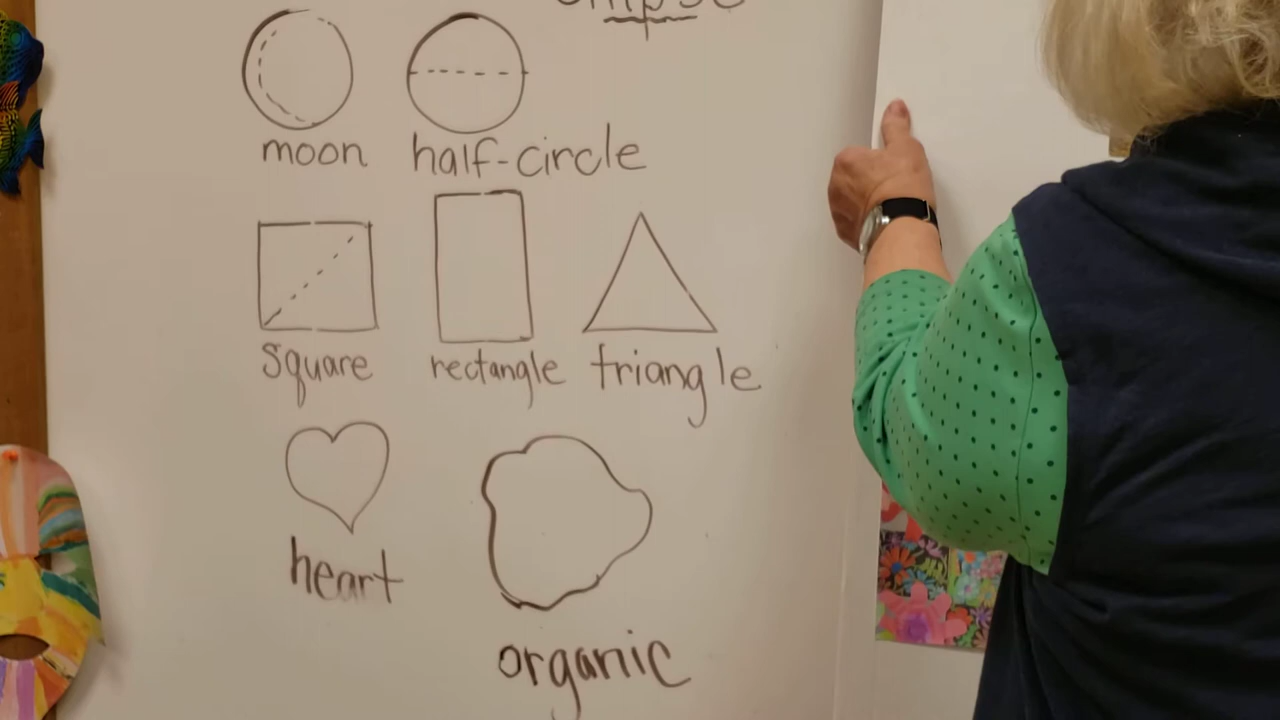 moon half-circle
square rectangle triangle
heart
organic